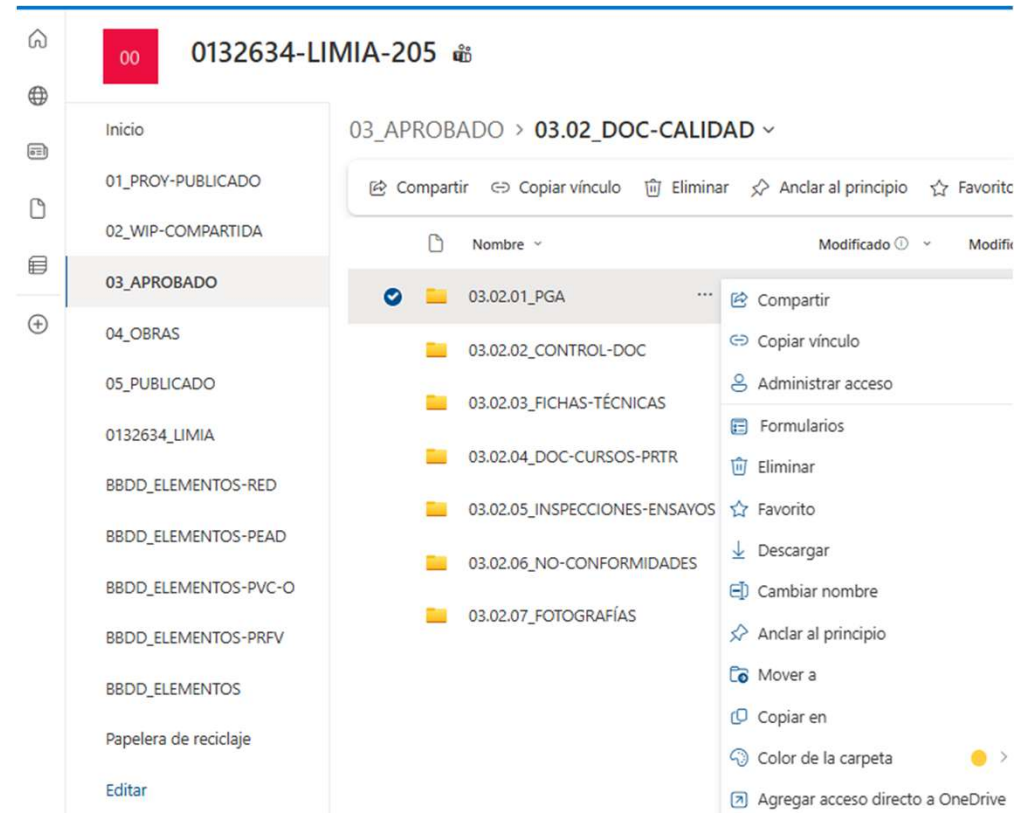 00
0132634-LIMIA-205
Inicio
01_PROY-PUBLICADO
02_WIP-COMPARTIDA
03_APROBADO
04_OBRAS
05_PUBLICADO
0132634_LIMIA
BBDD_ELEMENTOS-RED
BBDD_ELEMENTOS-PEAD
BBDD_ELEMENTOS-PVC-O
BBDD_ELEMENTOS-PRFV
BBDD_ELEMENTOS
Papelera de reciclaje
Editar
03_APROBADO > 03.02_DOC-CALIDAD
Compartir Copiar vínculo Eliminar Anclar al principio Favorito
Nombre Modificado Modific
03.02.01_PGA ...
03.02.02_CONTROL-DOC
03.02.03_FICHAS-TÉCNICAS
03.02.04_DOC-CURSOS-PRTR
03.02.05_INSPECCIONES-ENSAYOS
03.02.06_NO-CONFORMIDADES
03.02.07_FOTOGRAFÍAS
Compartir
Copiar vínculo
Administrar acceso
Formularios
Eliminar
Favorito
Descargar
Cambiar nombre
Anclar al principio
Mover a
Copiar en
Color de la carpeta
Agregar acceso directo a OneDrive